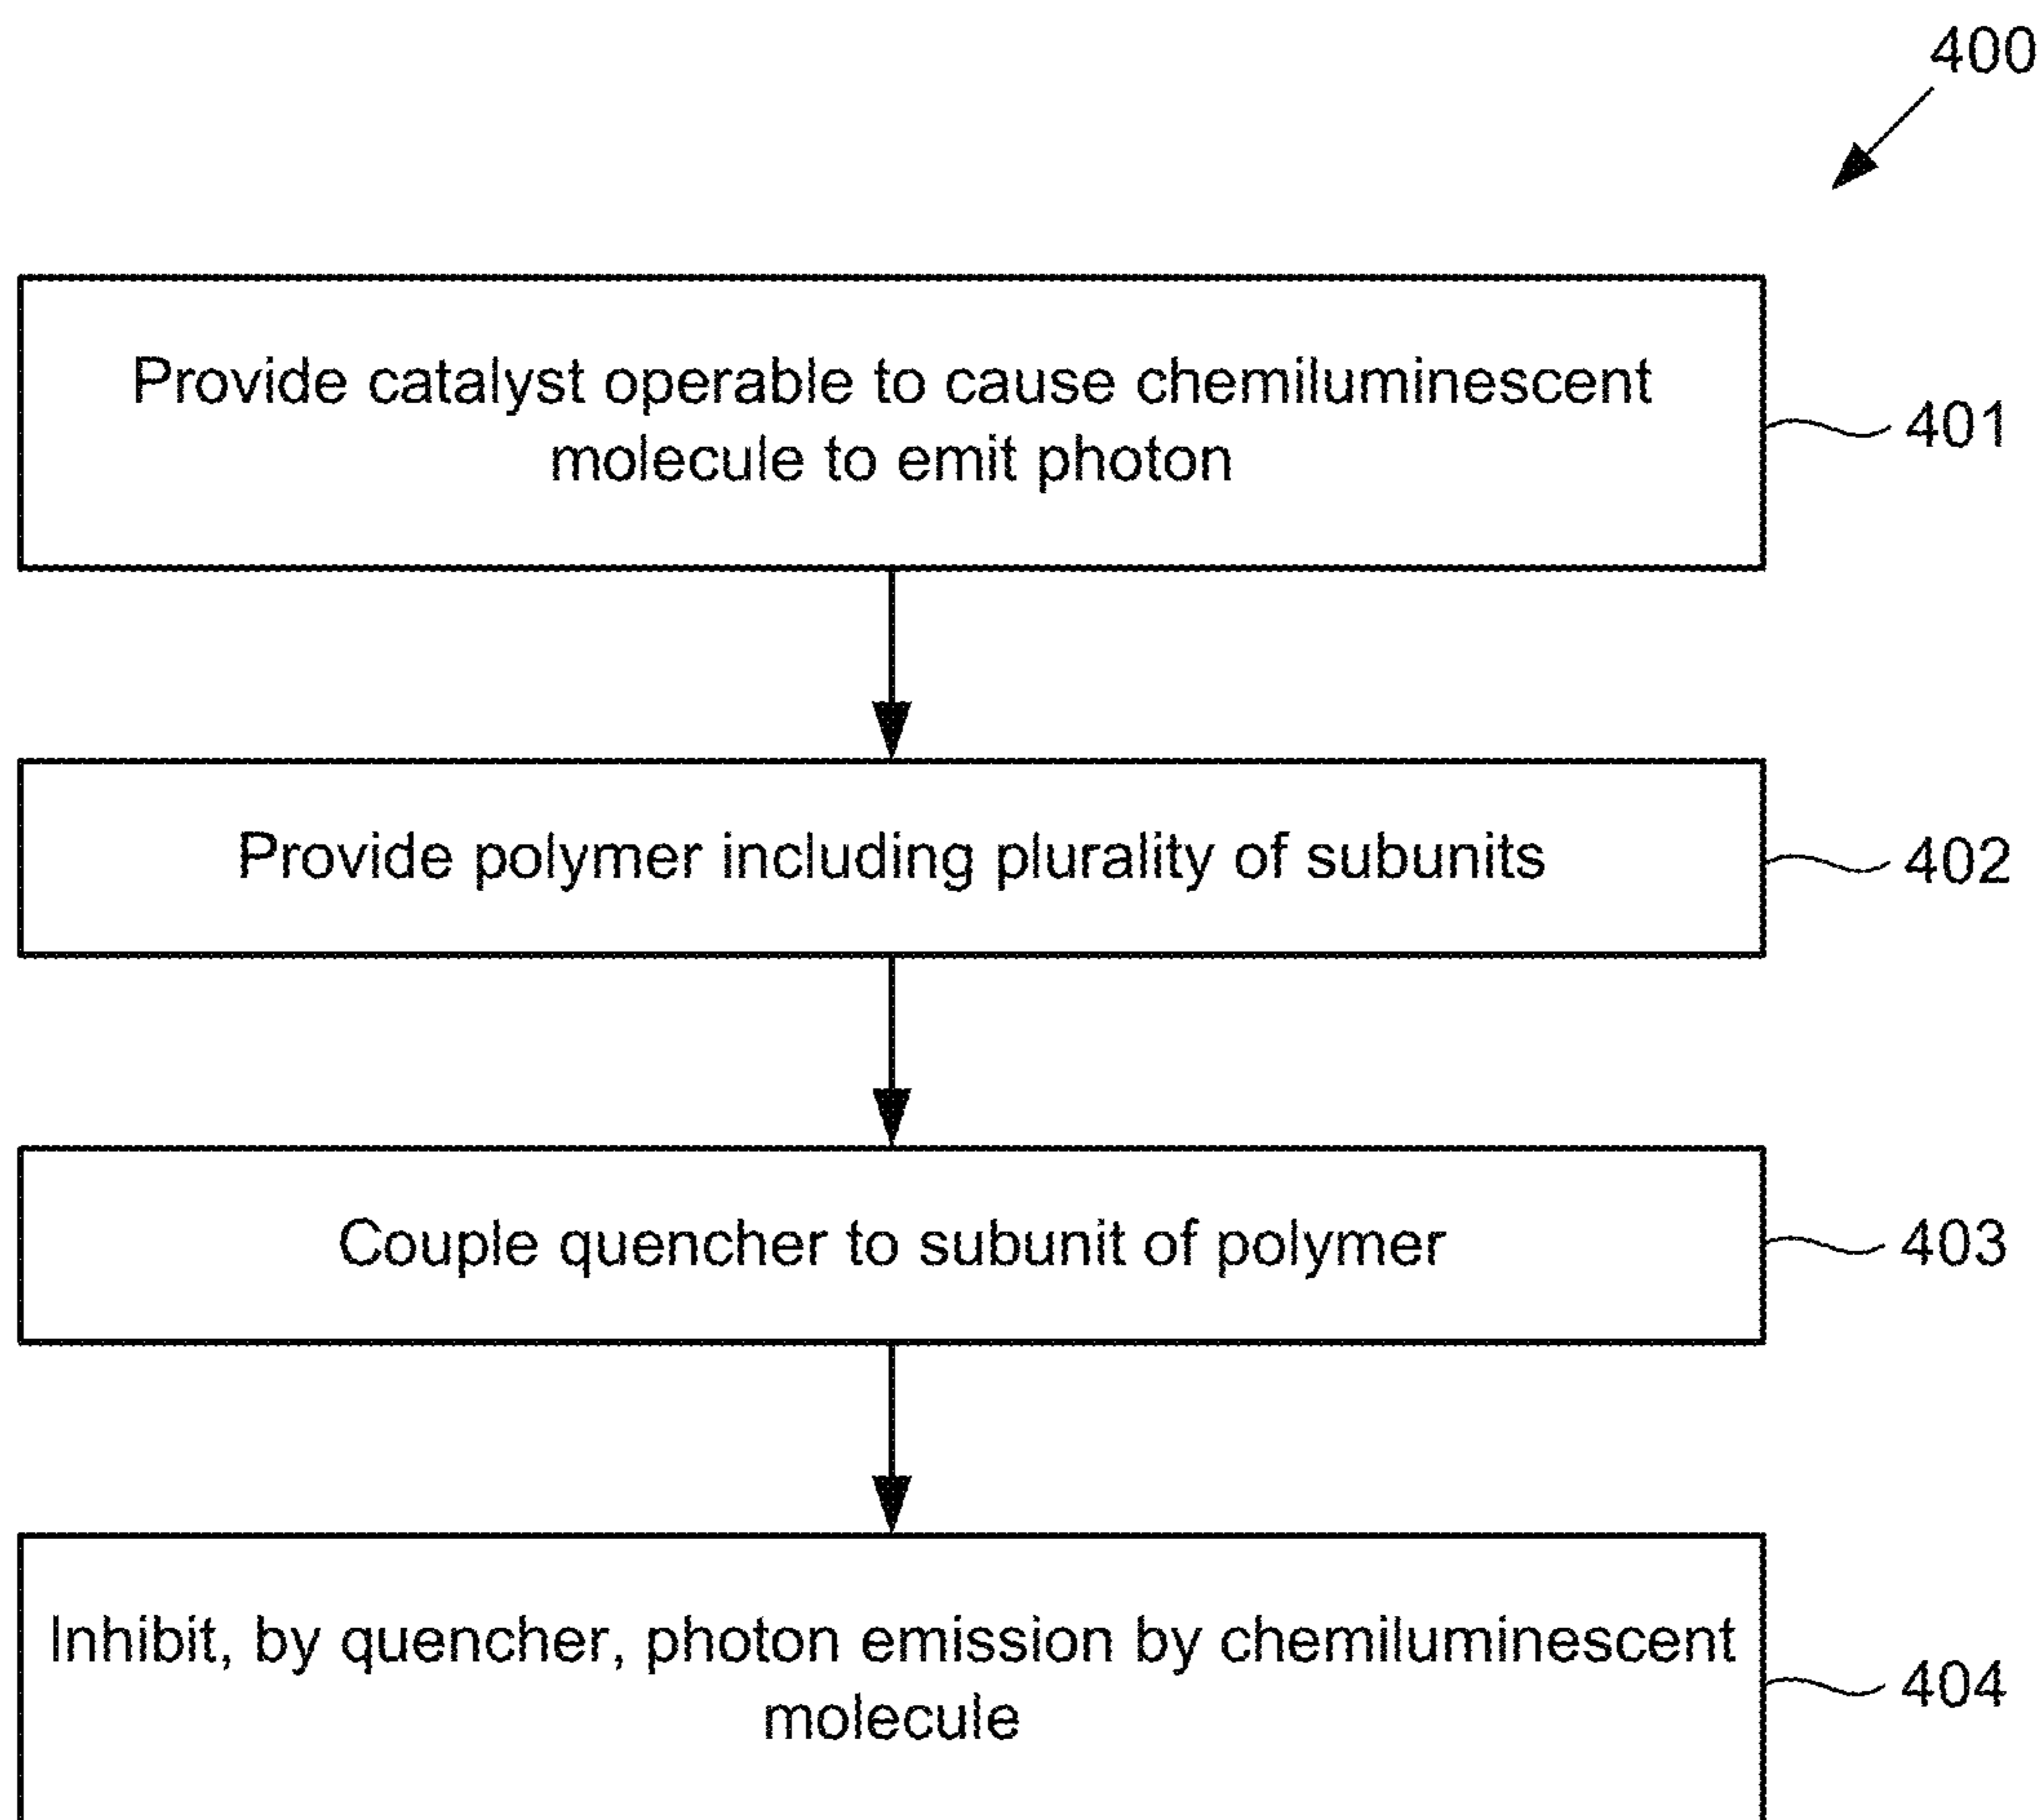 400
Provide catalyst operable to cause chemiluminescent
molecule to emit photon
401
Provide polymer including plurality of subunits
402
Couple quencher to subunit of polymer
403
Inhibit, by quencher, photon emission by chemiluminescent
molecule
404